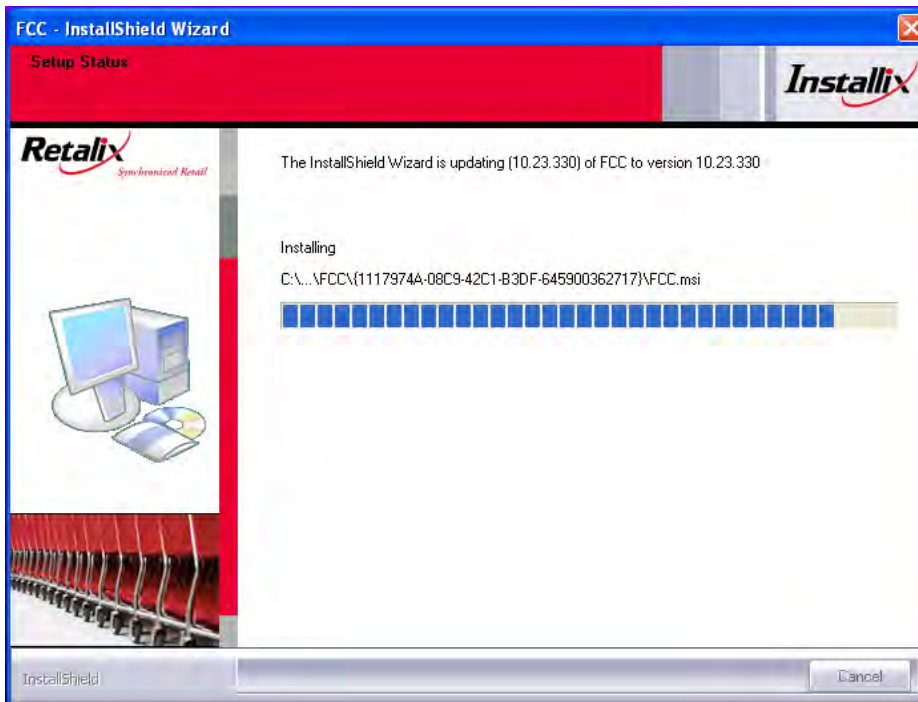 FCC - InstallShield Wizard
Setup Status
Installix
Retalix
Synchronized Retail
The InstallShield Wizard is updating (10.23.330) of FCC to version 10.23.330
Installing
C:\...\FCC\{1117974A-08C9-42C1-B3DF-645900362717}\FCC.msi
InstallShield
Cancel